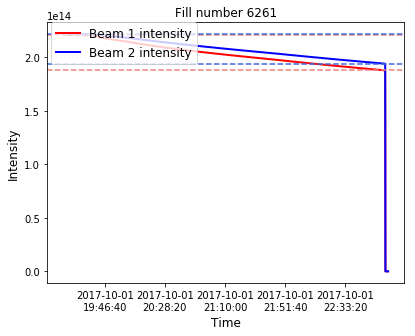 Fill number 6261
1e14
Beam 1 intensity
Beam 2 intensity
2.0
1.5
1.0
0.5
0.0
Intensity
2017-10-01 2017-10-01 2017-10-01 2017-10-01 2017-10-01
19:46:40 20:28:20 21:10:00 21:51:40 22:33:20
Time